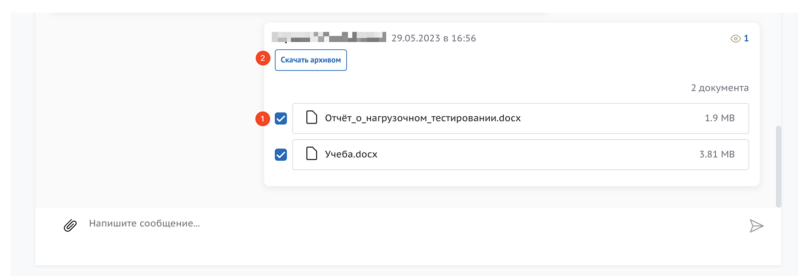 29.05.2023 в 16:56
1
2
Скачать архивом
2 документа
1
Отчёт_о_нагрузочном_тестировании.docx
1.9 MB
Учеба.docx
3.81 MB
Напишите сообщение...